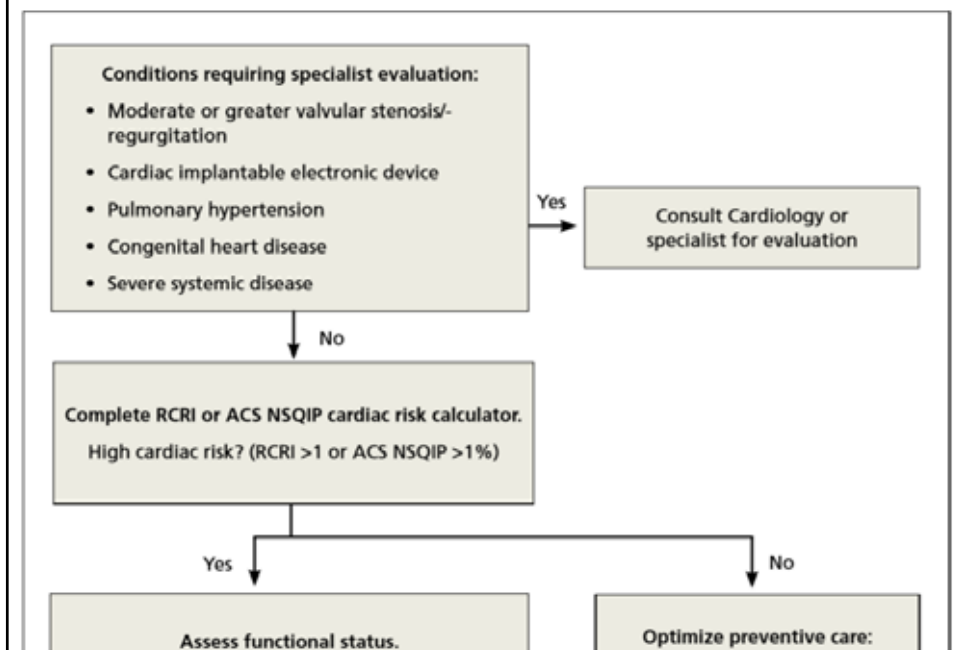 Conditions requiring specialist evaluation:
• Moderate or greater valvular stenosis/-
regurgitation
• Cardiac implantable electronic device
• Pulmonary hypertension
• Congenital heart disease
• Severe systemic disease
Yes
Consult Cardiology or
specialist for evaluation
No
Complete RCRI or ACS NSQIP cardiac risk calculator.
High cardiac risk? (RCRI >1 or ACS NSQIP >1%)
Yes
No
Assess functional status.
Optimize preventive care: